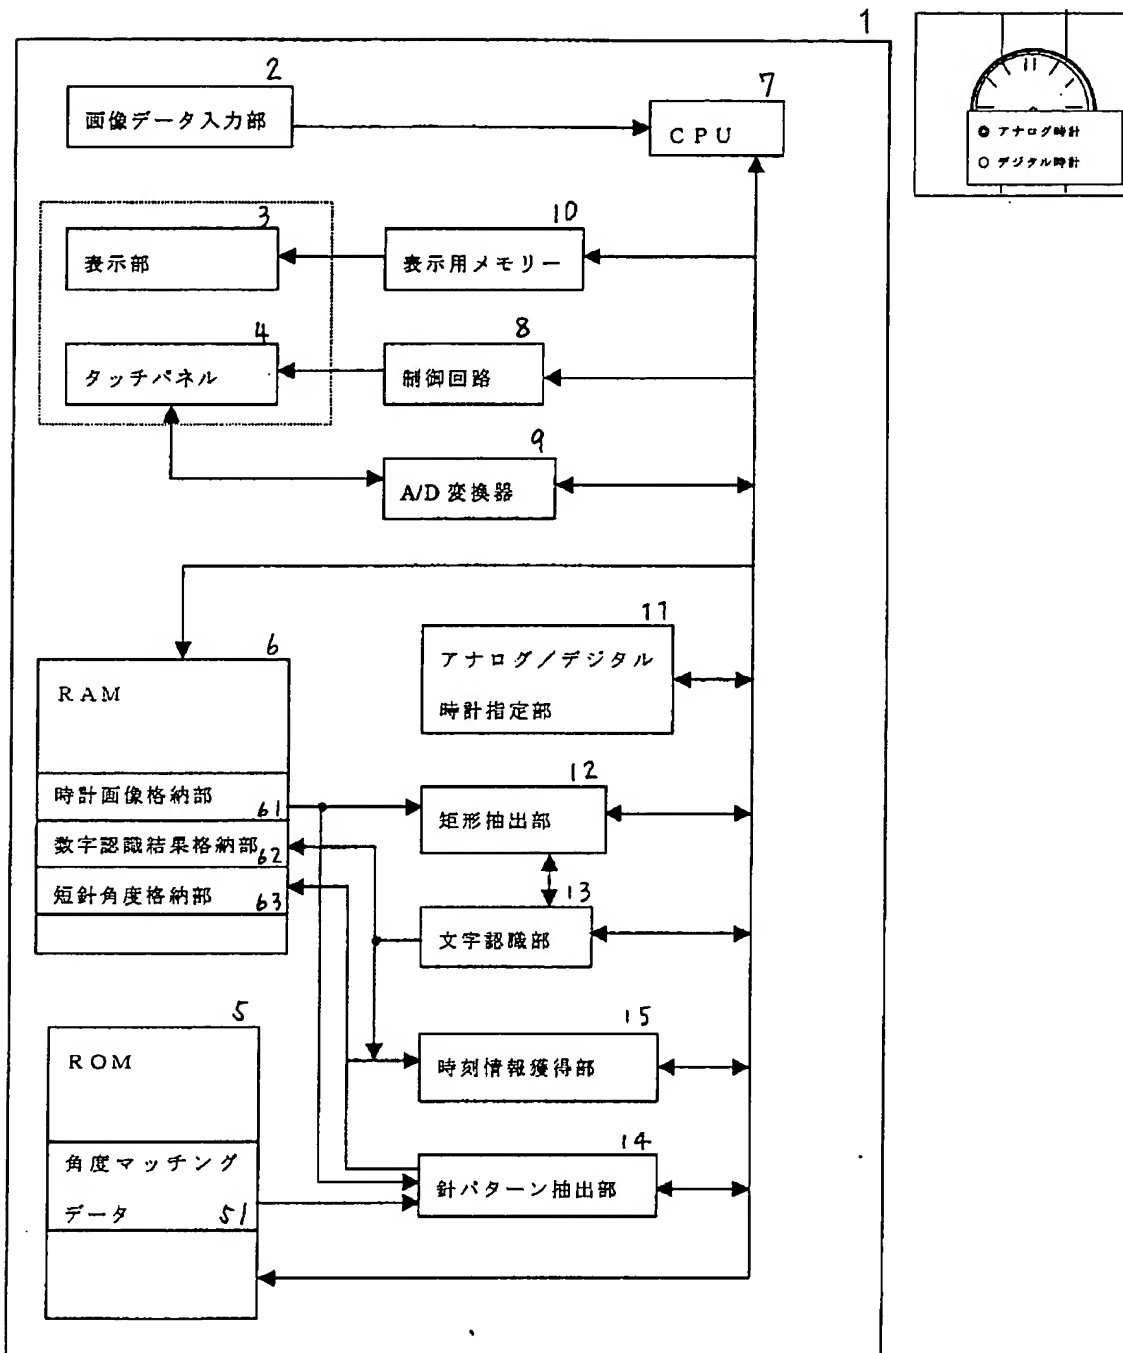 1
2
画像データ入力部
7
CPU
アナログ時計
デジタル時計
3
表示部
10
表示用メモリー
4
タッチパネル
8
制御回路
9
A/D 変換器
6
RAM
時計画像格納部
61
数字認識結果格納部
62
短針角度格納部
63
11
アナログ／デジタル
時計指定部
12
矩形抽出部
13
文字認識部
15
時刻情報獲得部
14
針パターン抽出部
5
ROM
角度マッチング
データ
51